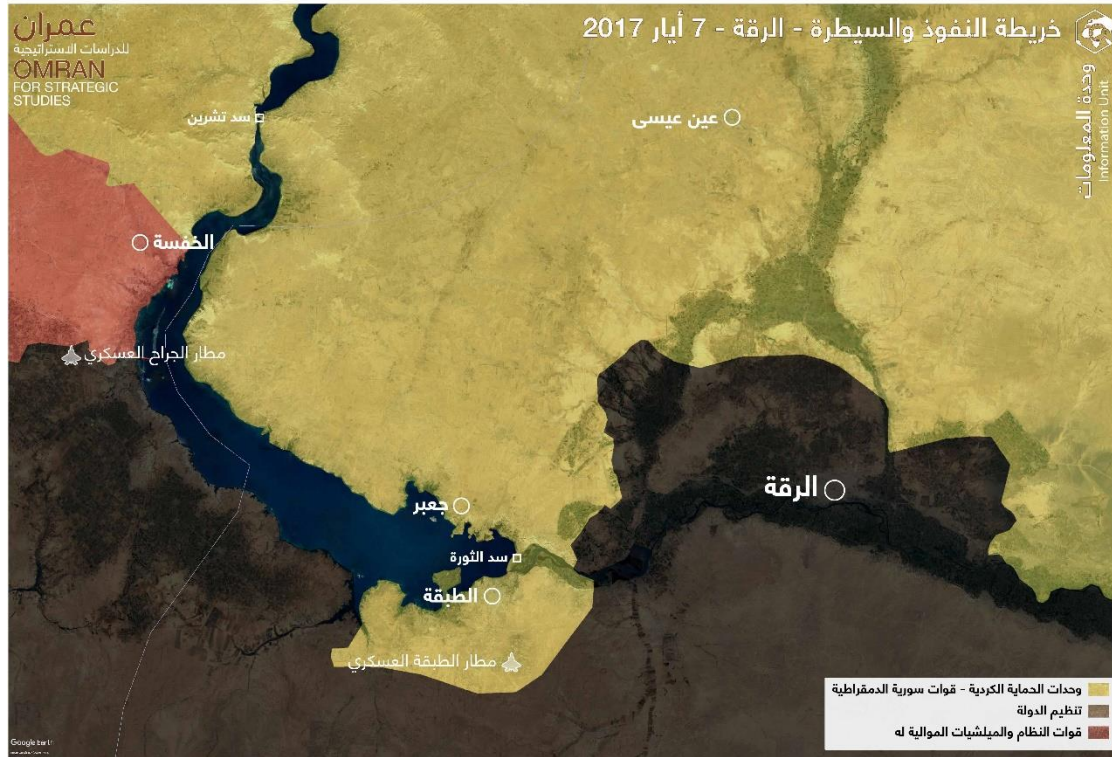 خريطة النفوذ والسيطرة - الرقة - 7 أيار 2017
وحدة المعلومات
Information Unit
عمران
للدراسات الاستراتيجية
OMRAN
FOR STRATEGIC
STUDIES
سد تشرين
عين عيسى
الخفسة
مطار الجراح العسكري
الرقة
جعبر
سد الثورة
الطبقة
مطار الطبقة العسكري
وحدات الحماية الكردية - قوات سورية الدمقراطية
تنظيم الدولة
قوات النظام والميلشيات الموالية له
Google Earth